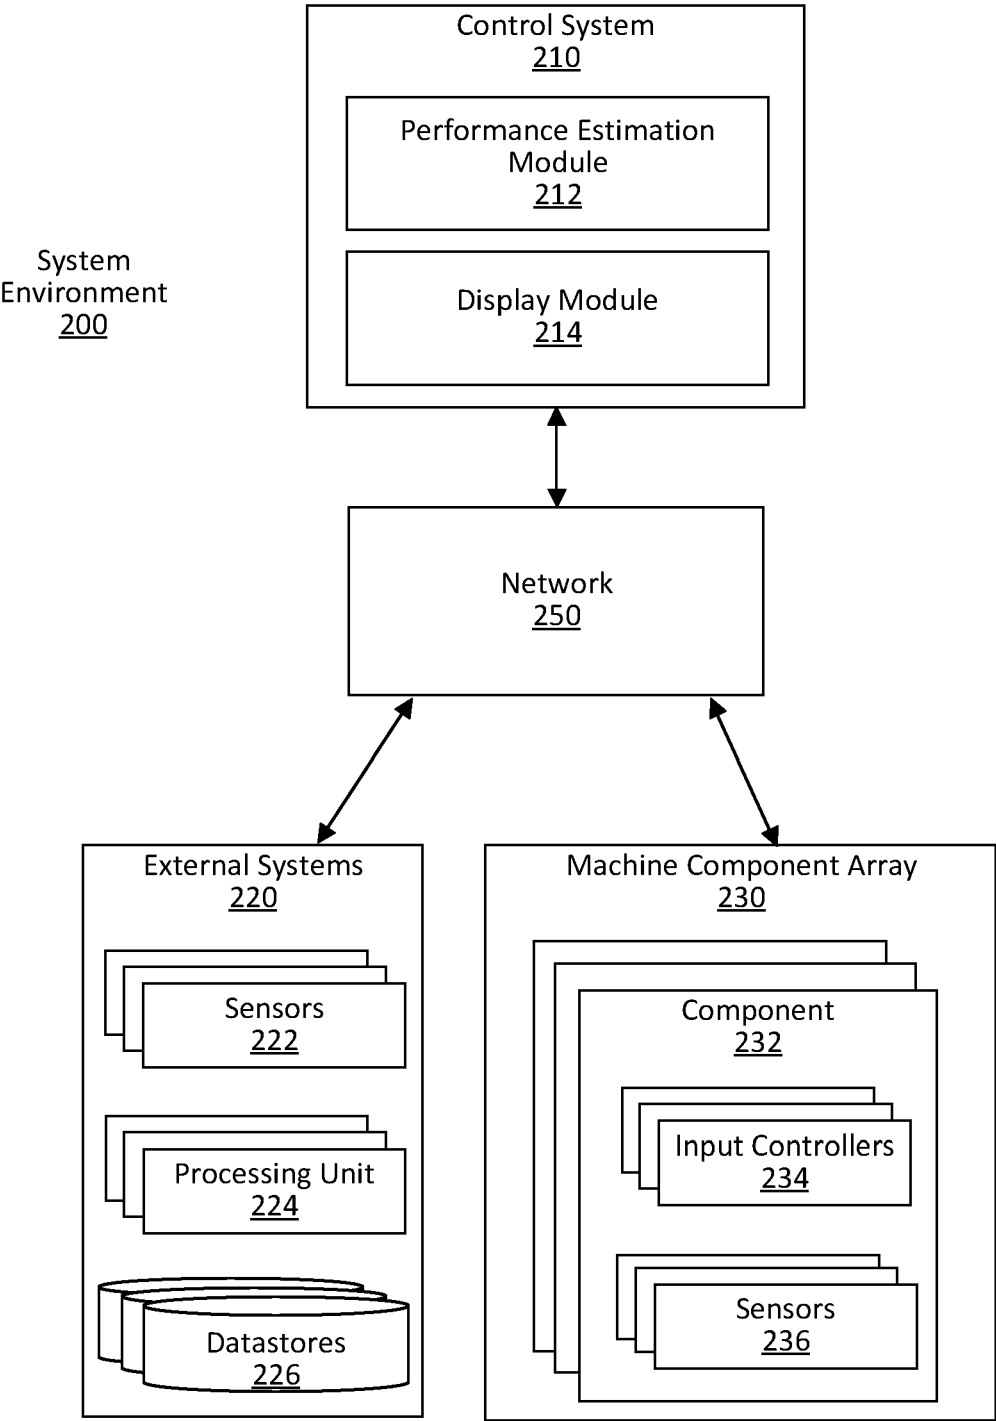 Control System
210
Performance Estimation
Module
212
System
Environment
200
Display Module
214
Network
250
External Systems
220
Sensors
222
Processing Unit
224
Datastores
226
Machine Component Array
230
Component
232
Input Controllers
234
Sensors
236